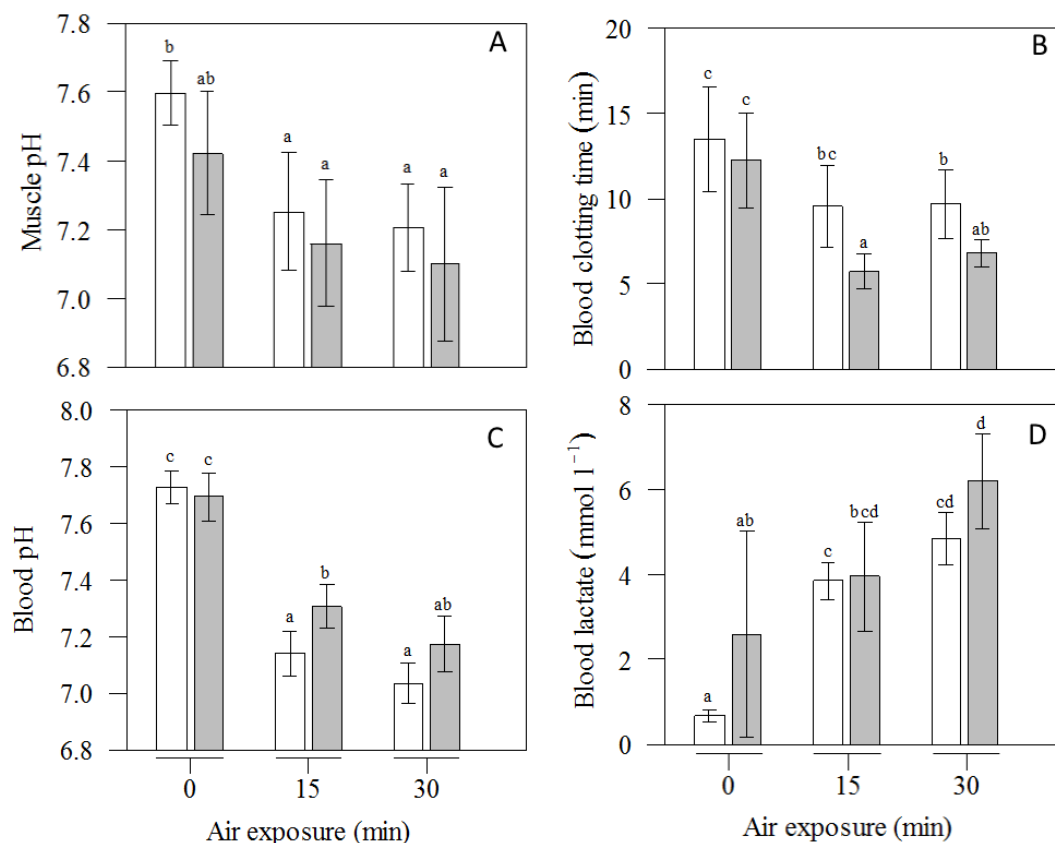 A
Muscle pH
7.8
7.6
7.4
7.2
7.0
6.8
b
ab
a
a
a
a
B
Blood clotting time (min)
20
15
10
5
0
c
c
bc
a
b
ab
C
Blood pH
8.0
7.8
7.6
7.4
7.2
7.0
6.8
c
c
a
b
a
ab
0
15
30
Air exposure (min)
D
Blood lactate (mmol l⁻¹)
8
6
4
2
0
a
ab
c
bcd
cd
d
0
15
30
Air exposure (min)